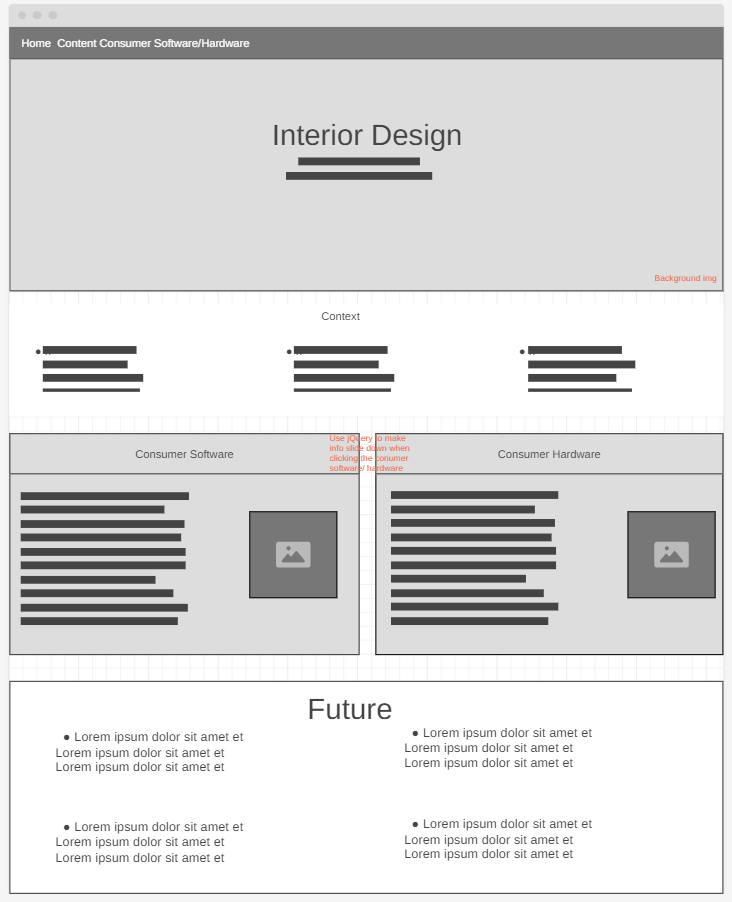 Home Content Consumer Software/Hardware
Interior Design
Background img
Context
Consumer Software
Use jQuery to make
info slide down when
clicking the conumer
software/ hardware
Consumer Hardware
Future
● Lorem ipsum dolor sit amet et
Lorem ipsum dolor sit amet et
Lorem ipsum dolor sit amet et
● Lorem ipsum dolor sit amet et
Lorem ipsum dolor sit amet et
Lorem ipsum dolor sit amet et
● Lorem ipsum dolor sit amet et
Lorem ipsum dolor sit amet et
Lorem ipsum dolor sit amet et
● Lorem ipsum dolor sit amet et
Lorem ipsum dolor sit amet et
Lorem ipsum dolor sit amet et